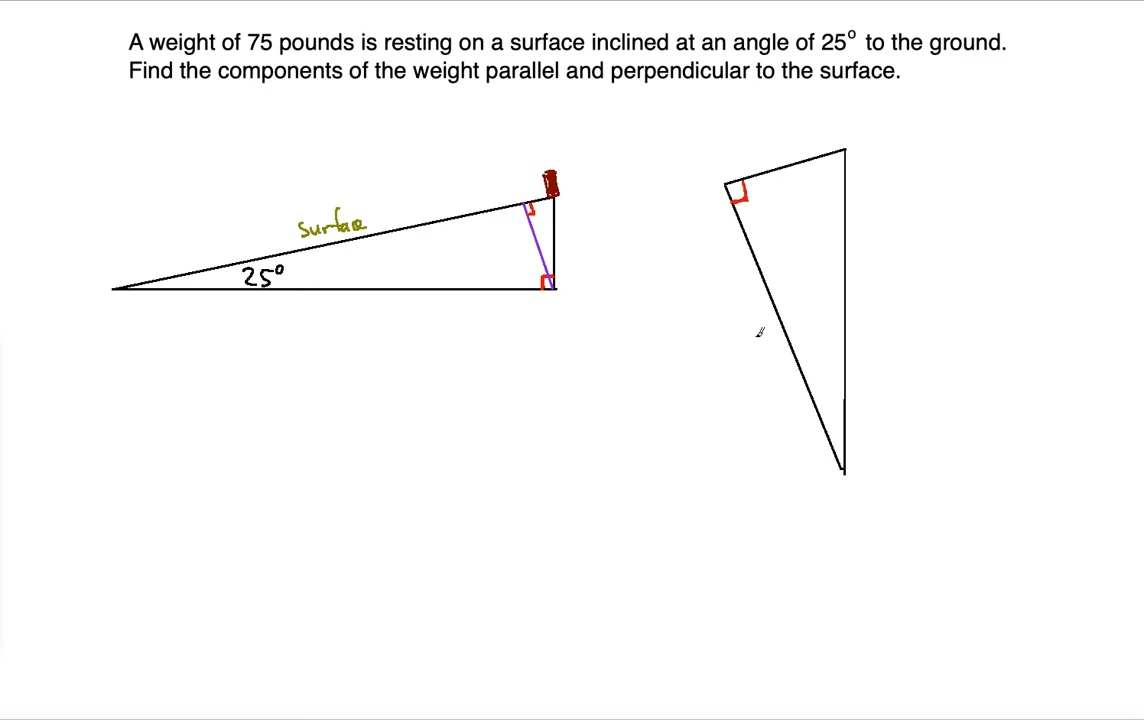 A weight of 75 pounds is resting on a surface inclined at an angle of 25° to the ground.
Find the components of the weight parallel and perpendicular to the surface.
surface
25°